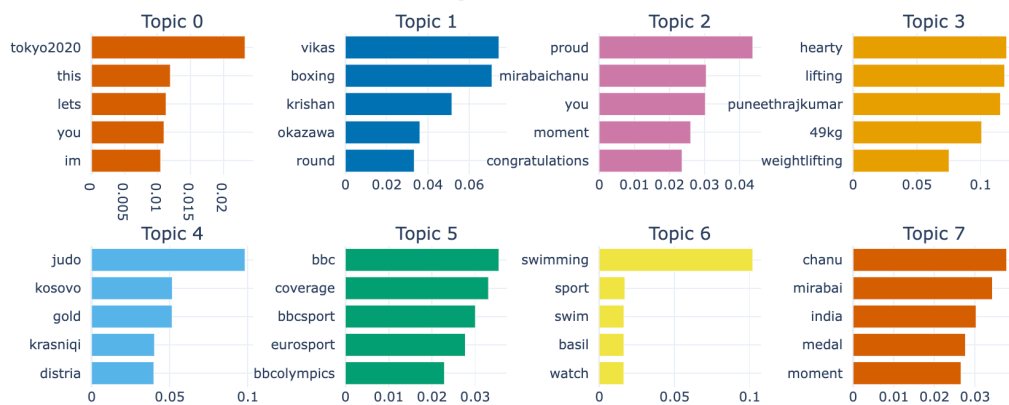 Topic 0
tokyo2020
this
lets
you
im
0
0.005
0.01
0.015
0.02
Topic 1
vikas
boxing
krishan
okazawa
round
0 0.02 0.04 0.06
Topic 2
proud
mirabaichanu
you
moment
congratulations
0 0.01 0.02 0.03 0.04
Topic 3
hearty
lifting
puneethrajkumar
49kg
weightlifting
0 0.05 0.1
Topic 4
judo
kosovo
gold
krasniqi
distria
0 0.05 0.1
Topic 5
bbc
coverage
bbcsport
eurosport
bbcolympics
0 0.01 0.02 0.03
Topic 6
swimming
sport
swim
basil
watch
0 0.05 0.1
Topic 7
chanu
mirabai
india
medal
moment
0 0.01 0.02 0.03